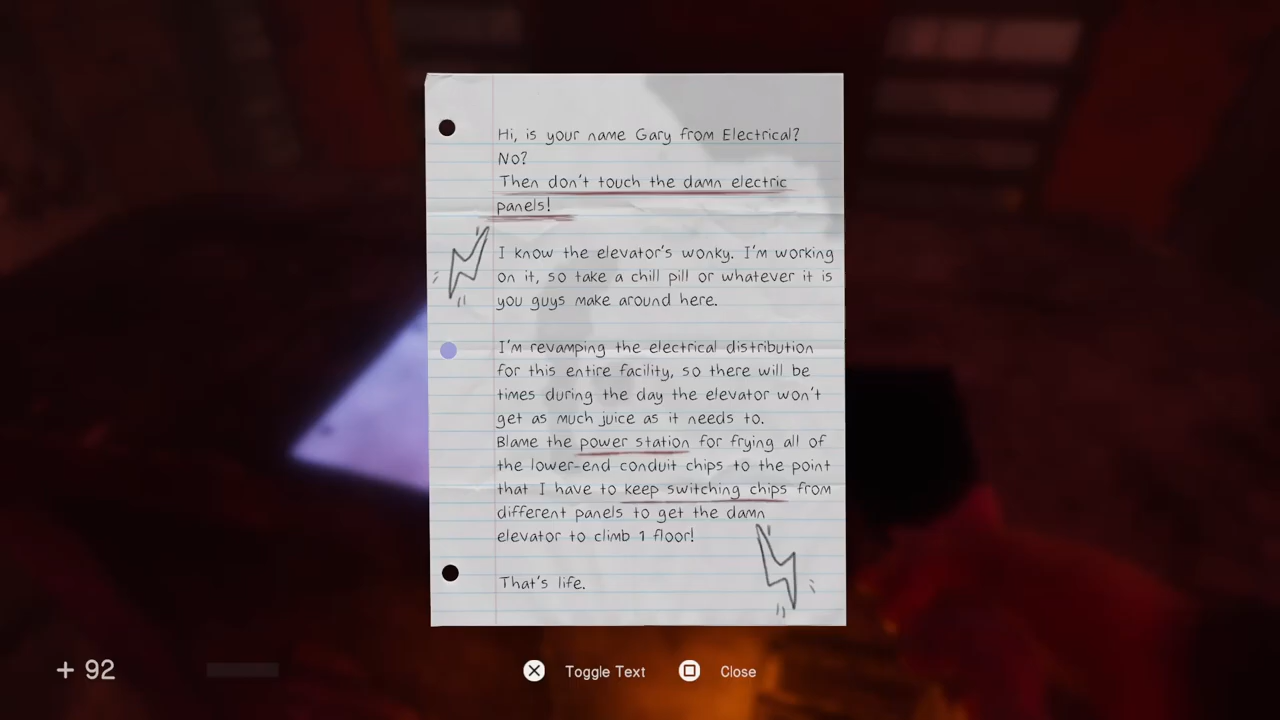 Hi, is your name Gary from Electrical?
No?
Then don't touch the damn electric
panels!
I know the elevator's wonky. I'm working
on it, so take a chill pill or whatever it is
you guys make around here.
I'm revamping the electrical distribution
for this entire facility, so there will be
times during the day the elevator won't
get as much juice as it needs to.
Blame the power station for frying all of
the lower-end conduit chips to the point
that I have to keep switching chips from
different panels to get the damn
elevator to climb 1 floor!
That's life.
+ 92
Toggle Text
Close